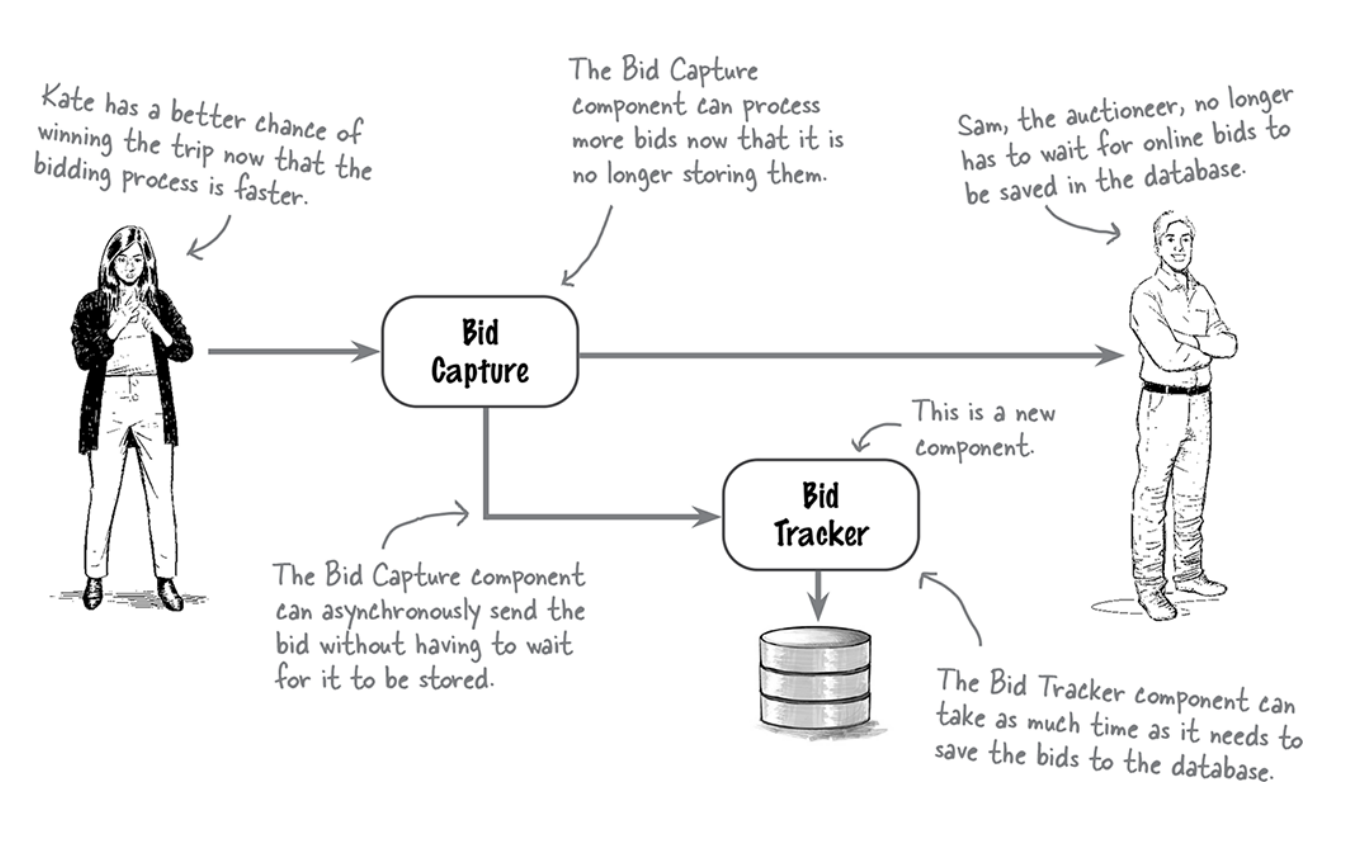 Kate has a better chance of
winning the trip now that the
bidding process is faster.
The Bid Capture
component can process
more bids now that it is
no longer storing them.
Sam, the auctioneer, no longer
has to wait for online bids to
be saved in the database.
Bid
Capture
This is a new
component.
Bid
Tracker
The Bid Capture component
can asynchronously send the
bid without having to wait
for it to be stored.
The Bid Tracker component can
take as much time as it needs to
save the bids to the database.